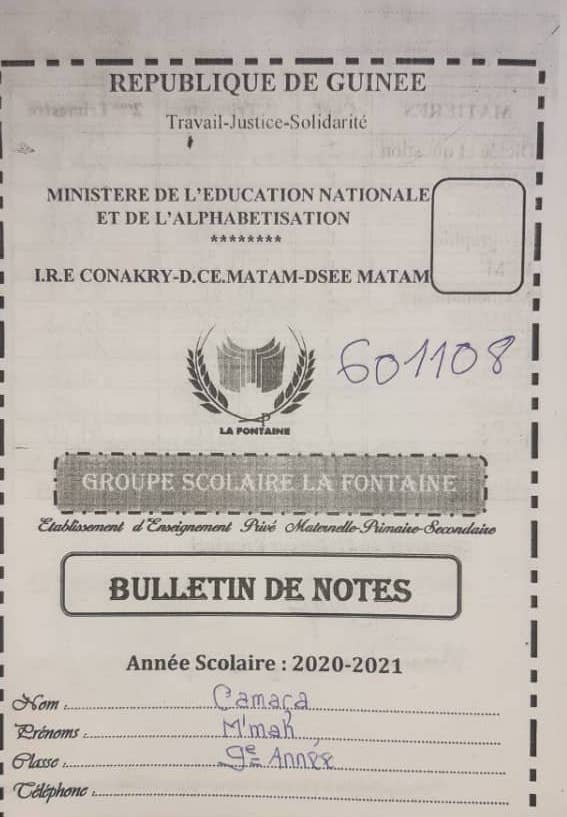 REPUBLIQUE DE GUINEE
Travail-Justice-Solidarité
MINISTERE DE L'EDUCATION NATIONALE
ET DE L'ALPHABETISATION
********
I.R.E CONAKRY-D.CE.MATAM-DSEE MATAM
601108
LA FONTAINE
GROUPE SCOLAIRE LA FONTAINE
Etablissement d'Enseignement Privé Maternelle-Primaire-Secondaire
BULLETIN DE NOTES
Année Scolaire : 2020-2021
Nom : Camara
Prénoms : M'mah
Classe : 9e Année
Téléphone :